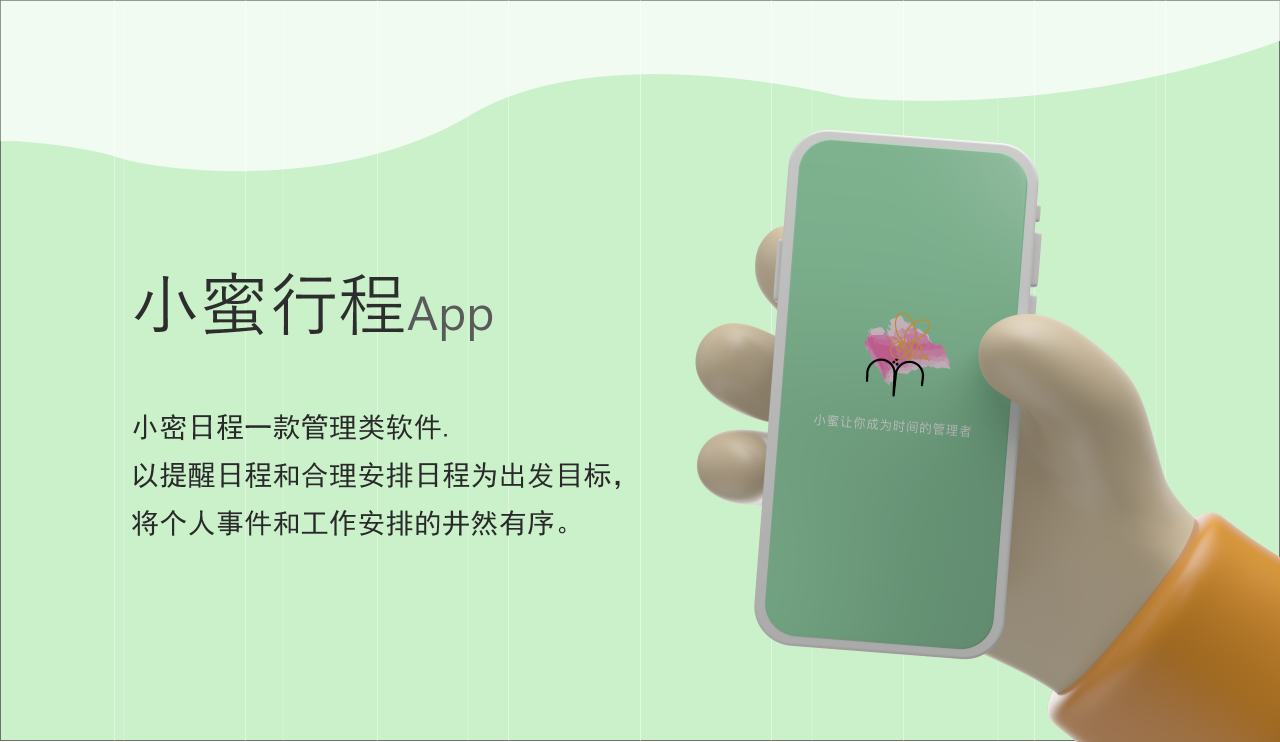 小蜜行程App
小密日程一款管理类软件.
以提醒日程和合理安排日程为出发目标，
将个人事件和工作安排的井然有序。
小蜜让你成为时间的管理者